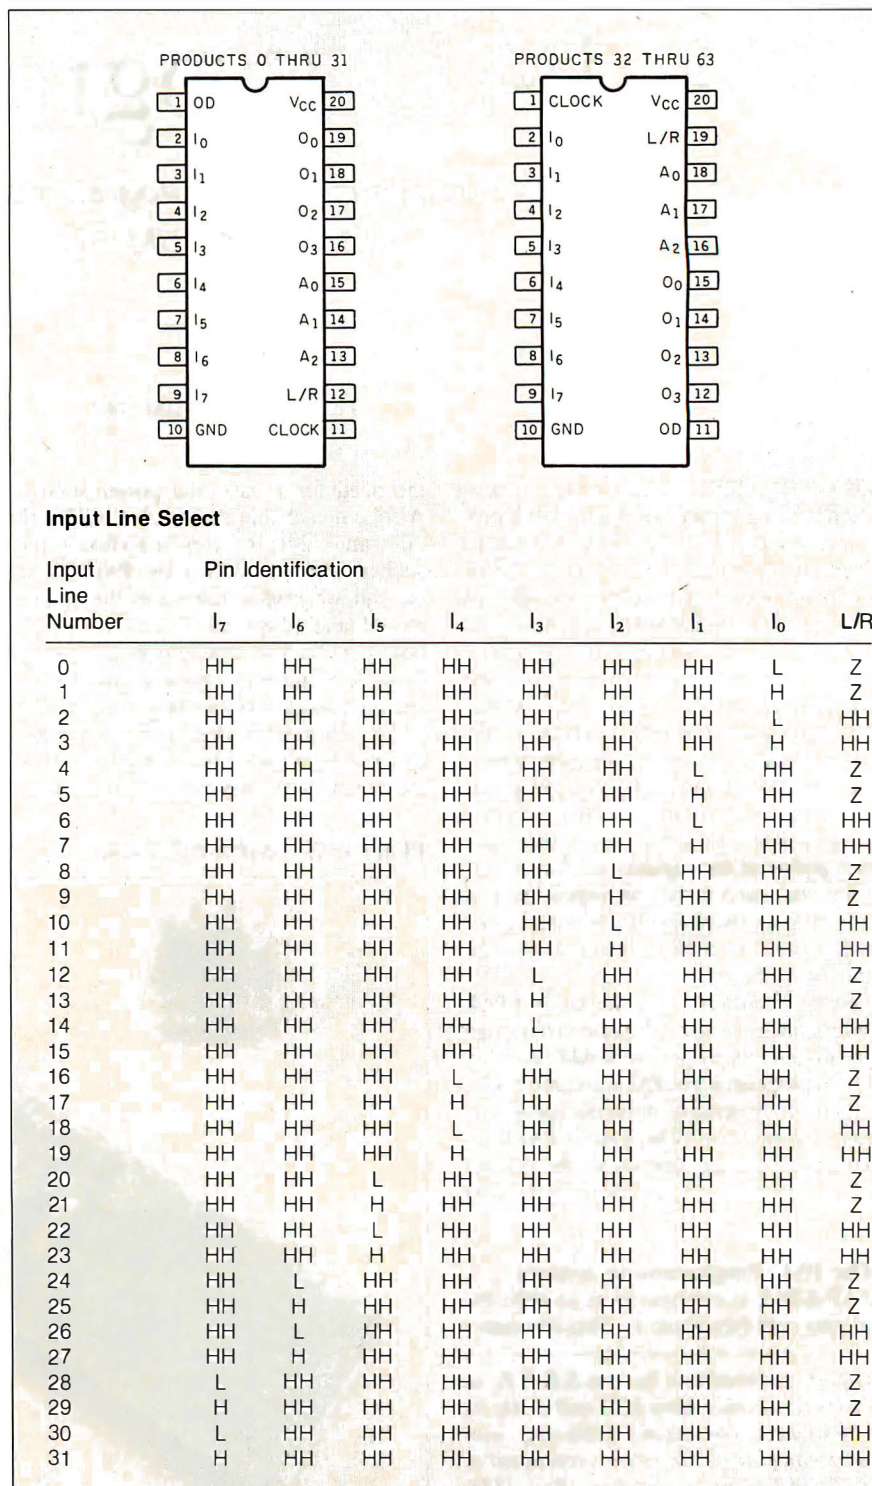 PRODUCTS 0 THRU 31
1 OD VCC 20
2 I0 O0 19
3 I1 O1 18
4 I2 O2 17
5 I3 O3 16
6 I4 A0 15
7 I5 A1 14
8 I6 A2 13
9 I7 L/R 12
10 GND CLOCK 11
PRODUCTS 32 THRU 63
1 CLOCK VCC 20
2 I0 L/R 19
3 I1 A0 18
4 I2 A1 17
5 I3 A2 16
6 I4 O0 15
7 I5 O1 14
8 I6 O2 13
9 I7 O3 12
10 GND OD 11
Input Line Select
Input Pin Identification
Line
Number I7 I6 I5 I4 I3 I2 I1 I0 L/R
0 HH HH HH HH HH HH HH L Z
1 HH HH HH HH HH HH HH H Z
2 HH HH HH HH HH HH HH L HH
3 HH HH HH HH HH HH HH H HH
4 HH HH HH HH HH HH L HH Z
5 HH HH HH HH HH HH H HH Z
6 HH HH HH HH HH HH L HH HH
7 HH HH HH HH HH HH H HH HH
8 HH HH HH HH HH L HH HH Z
9 HH HH HH HH HH H HH HH Z
10 HH HH HH HH HH L HH HH HH
11 HH HH HH HH HH H HH HH HH
12 HH HH HH HH L HH HH HH Z
13 HH HH HH HH H HH HH HH Z
14 HH HH HH HH L HH HH HH HH
15 HH HH HH HH H HH HH HH HH
16 HH HH HH L HH HH HH HH Z
17 HH HH HH H HH HH HH HH Z
18 HH HH HH L HH HH HH HH HH
19 HH HH HH H HH HH HH HH HH
20 HH HH L HH HH HH HH HH Z
21 HH HH H HH HH HH HH HH Z
22 HH HH L HH HH HH HH HH HH
23 HH HH H HH HH HH HH HH HH
24 HH L HH HH HH HH HH HH Z
25 HH H HH HH HH HH HH HH Z
26 HH L HH HH HH HH HH HH HH
27 HH H HH HH HH HH HH HH HH
28 L HH HH HH HH HH HH HH Z
29 H HH HH HH HH HH HH HH Z
30 L HH HH HH HH HH HH HH HH
31 H HH HH HH HH HH HH HH HH